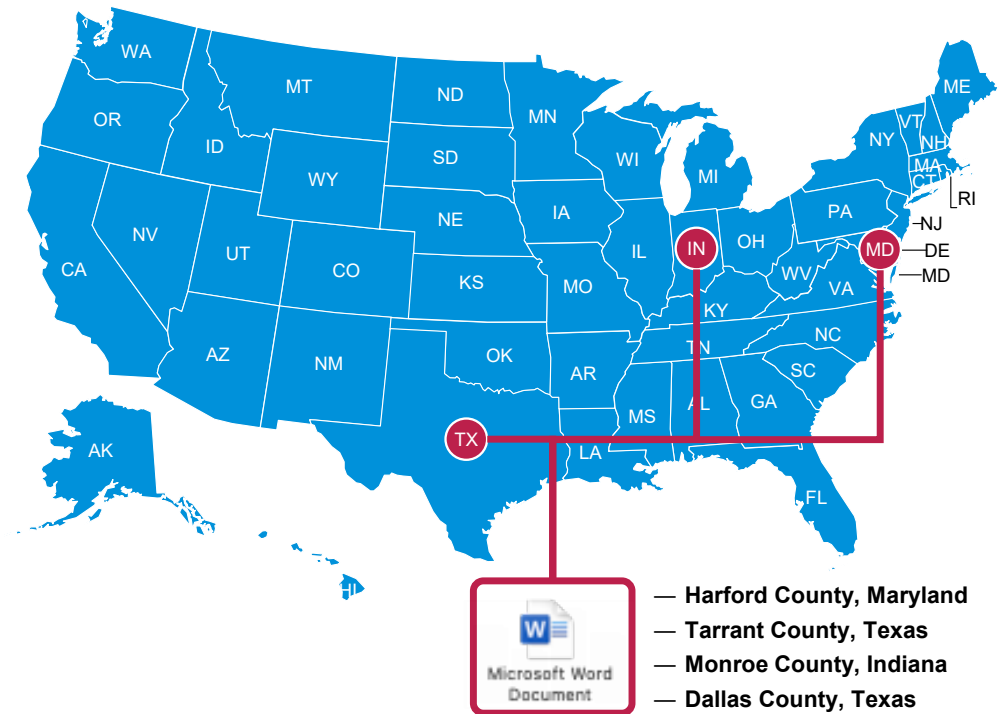 WA
MT
ND
MN
ME
OR
ID
SD
WI
MI
NY
VT
NH
MA
CT
RI
WY
NE
IA
PA
NJ
NV
UT
CO
IL
IN
OH
MD
DE
MD
CA
KS
MO
WV
VA
KY
AZ
NM
OK
AR
TN
NC
SC
TX
MS
AL
GA
LA
AK
FL
HI
Microsoft Word
Document
W
— Harford County, Maryland
— Tarrant County, Texas
— Monroe County, Indiana
— Dallas County, Texas